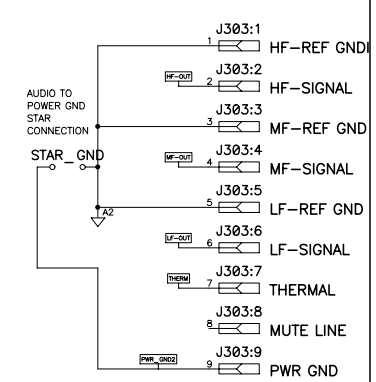 J303:1
1 HF-REF GND
J303:2
HF-OUT 2 HF-SIGNAL
AUDIO TO
POWER GND
STAR
CONNECTION
J303:3
3 MF-REF GND
STAR_GND
J303:4
MF-OUT 4 MF-SIGNAL
J303:5
5 LF-REF GND
A2
J303:6
LF-OUT 6 LF-SIGNAL
J303:7
THERM 7 THERMAL
J303:8
8 MUTE LINE
J303:9
PWR_GND2 9 PWR GND